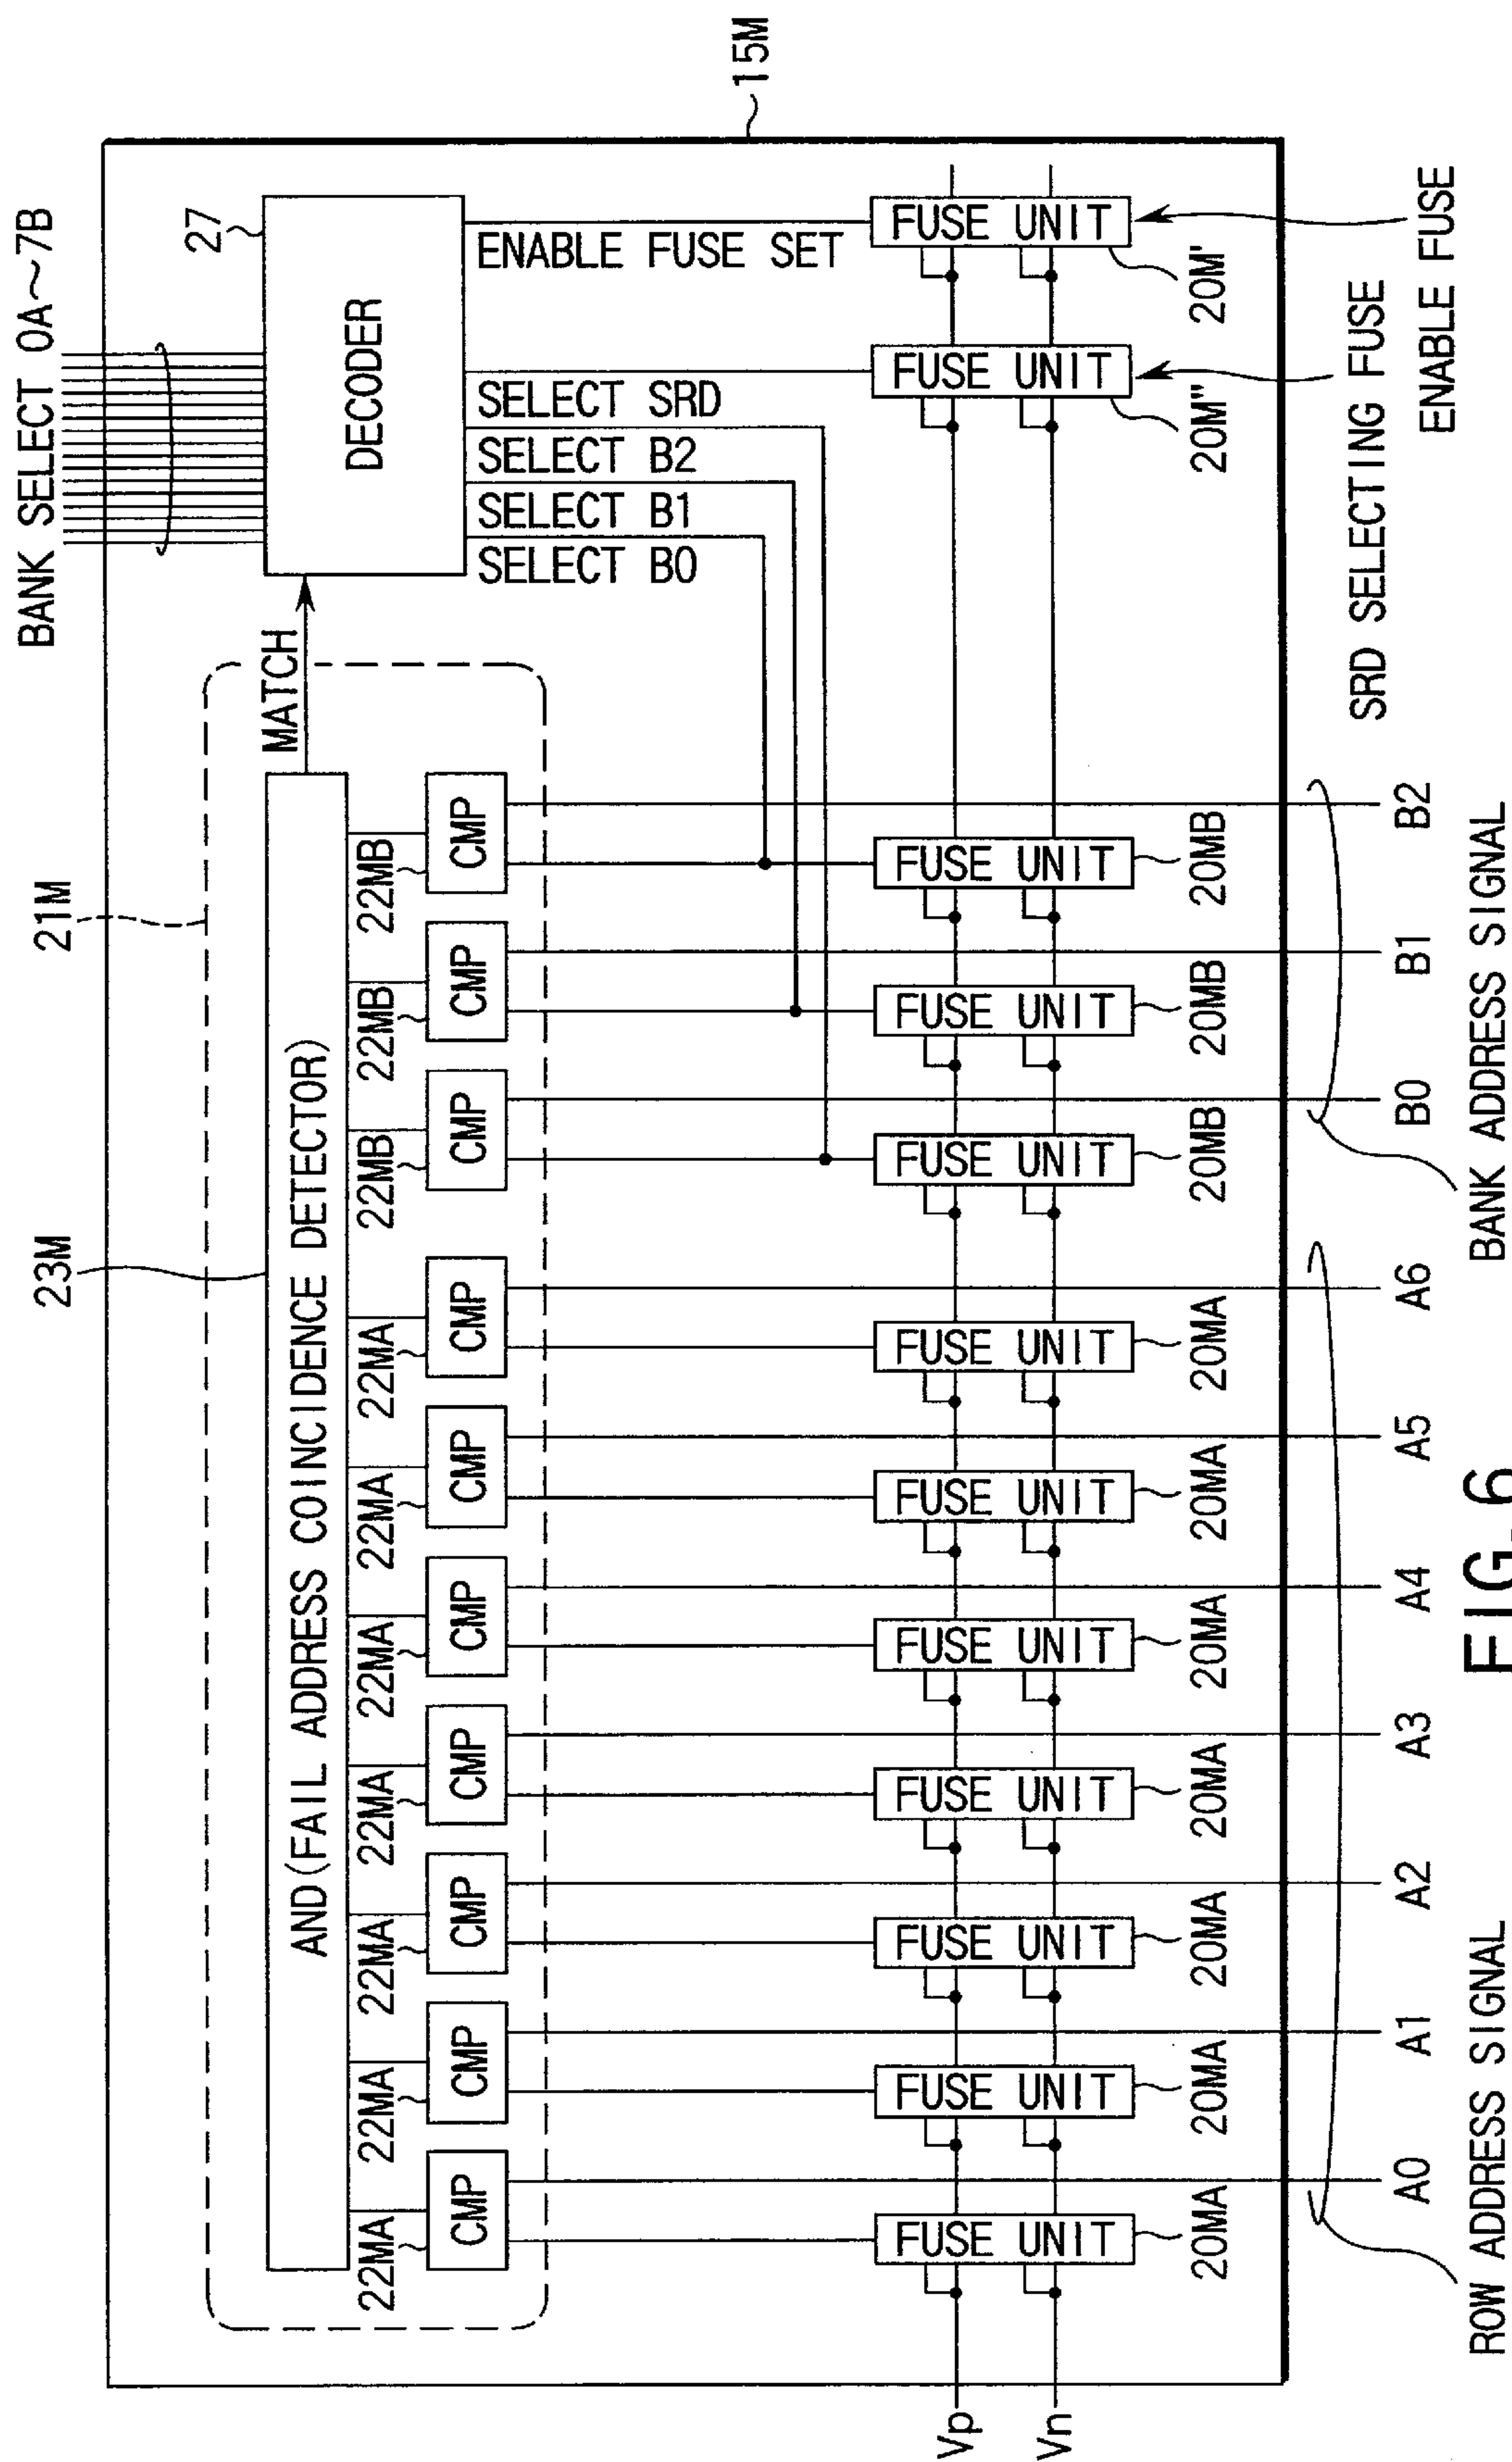 BANK SELECT 0A~7B
21M
23M
27
15M
MATCH
DECODER
AND(FAIL ADDRESS COINCIDENCE DETECTOR)
22MA
22MA
22MA
22MA
22MA
22MA
22MA
22MB
22MB
22MB
CMP
CMP
CMP
CMP
CMP
CMP
CMP
CMP
CMP
CMP
SELECT B0
SELECT B1
SELECT B2
SELECT SRD
ENABLE FUSE SET
Vp
Vn
FUSE UNIT
FUSE UNIT
FUSE UNIT
FUSE UNIT
FUSE UNIT
FUSE UNIT
FUSE UNIT
FUSE UNIT
FUSE UNIT
FUSE UNIT
FUSE UNIT
FUSE UNIT
20MA
20MA
20MA
20MA
20MA
20MA
20MA
20MB
20MB
20MB
20M"
20M'
A0
A1
A2
A3
A4
A5
A6
B0
B1
B2
SRD SELECTING FUSE
ENABLE FUSE
ROW ADDRESS SIGNAL
BANK ADDRESS SIGNAL
FIG. 6